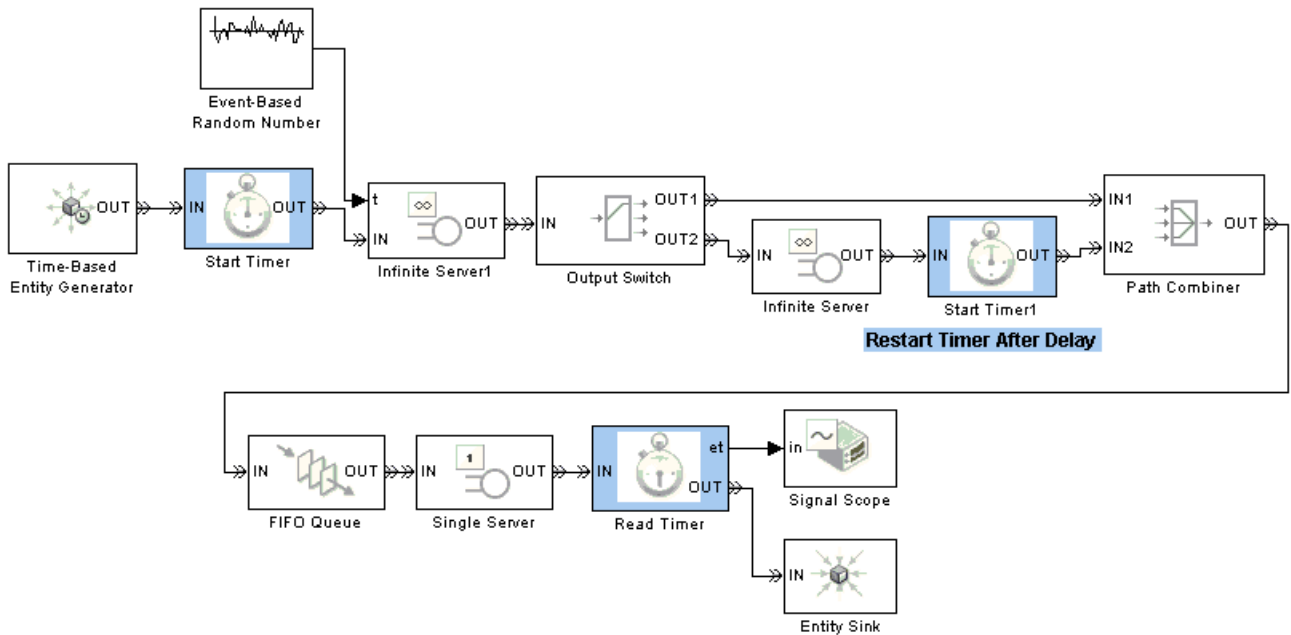 Event-Based
Random Number
OUT
Time-Based
Entity Generator
IN
OUT
Start Timer
t
∞
IN
OUT
Infinite Server1
IN
OUT1
OUT2
Output Switch
∞
IN
OUT
Infinite Server
IN
OUT
Start Timer1
Restart Timer After Delay
IN1
IN2
OUT
Path Combiner
IN
OUT
FIFO Queue
IN
1
OUT
Single Server
IN
et
OUT
Read Timer
in
Signal Scope
IN
Entity Sink